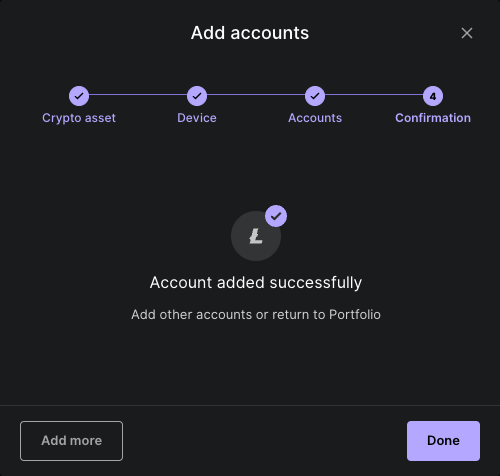 Add accounts
4
Crypto asset
Device
Accounts
Confirmation
Account added successfully
Add other accounts or return to Portfolio
Add more
Done